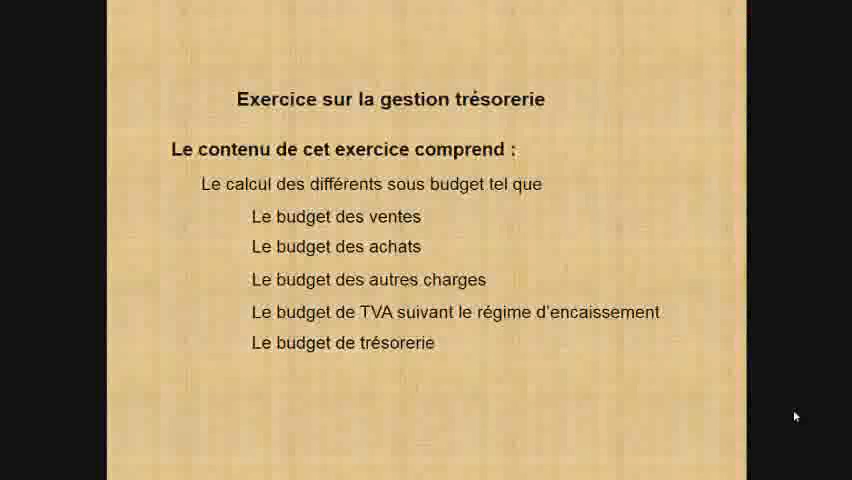 Exercice sur la gestion trésorerie
Le contenu de cet exercice comprend :
Le calcul des différents sous budget tel que
Le budget des ventes
Le budget des achats
Le budget des autres charges
Le budget de TVA suivant le régime d'encaissement
Le budget de trésorerie